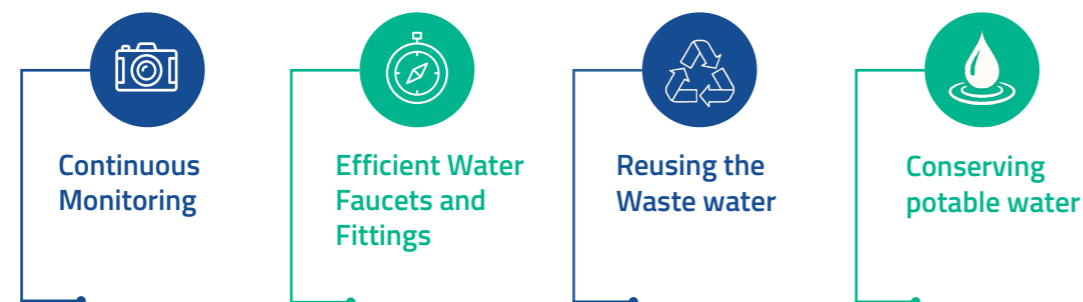 Continuous
Monitoring
Efficient Water
Faucets and
Fittings
Reusing the
Waste water
Conserving
potable water